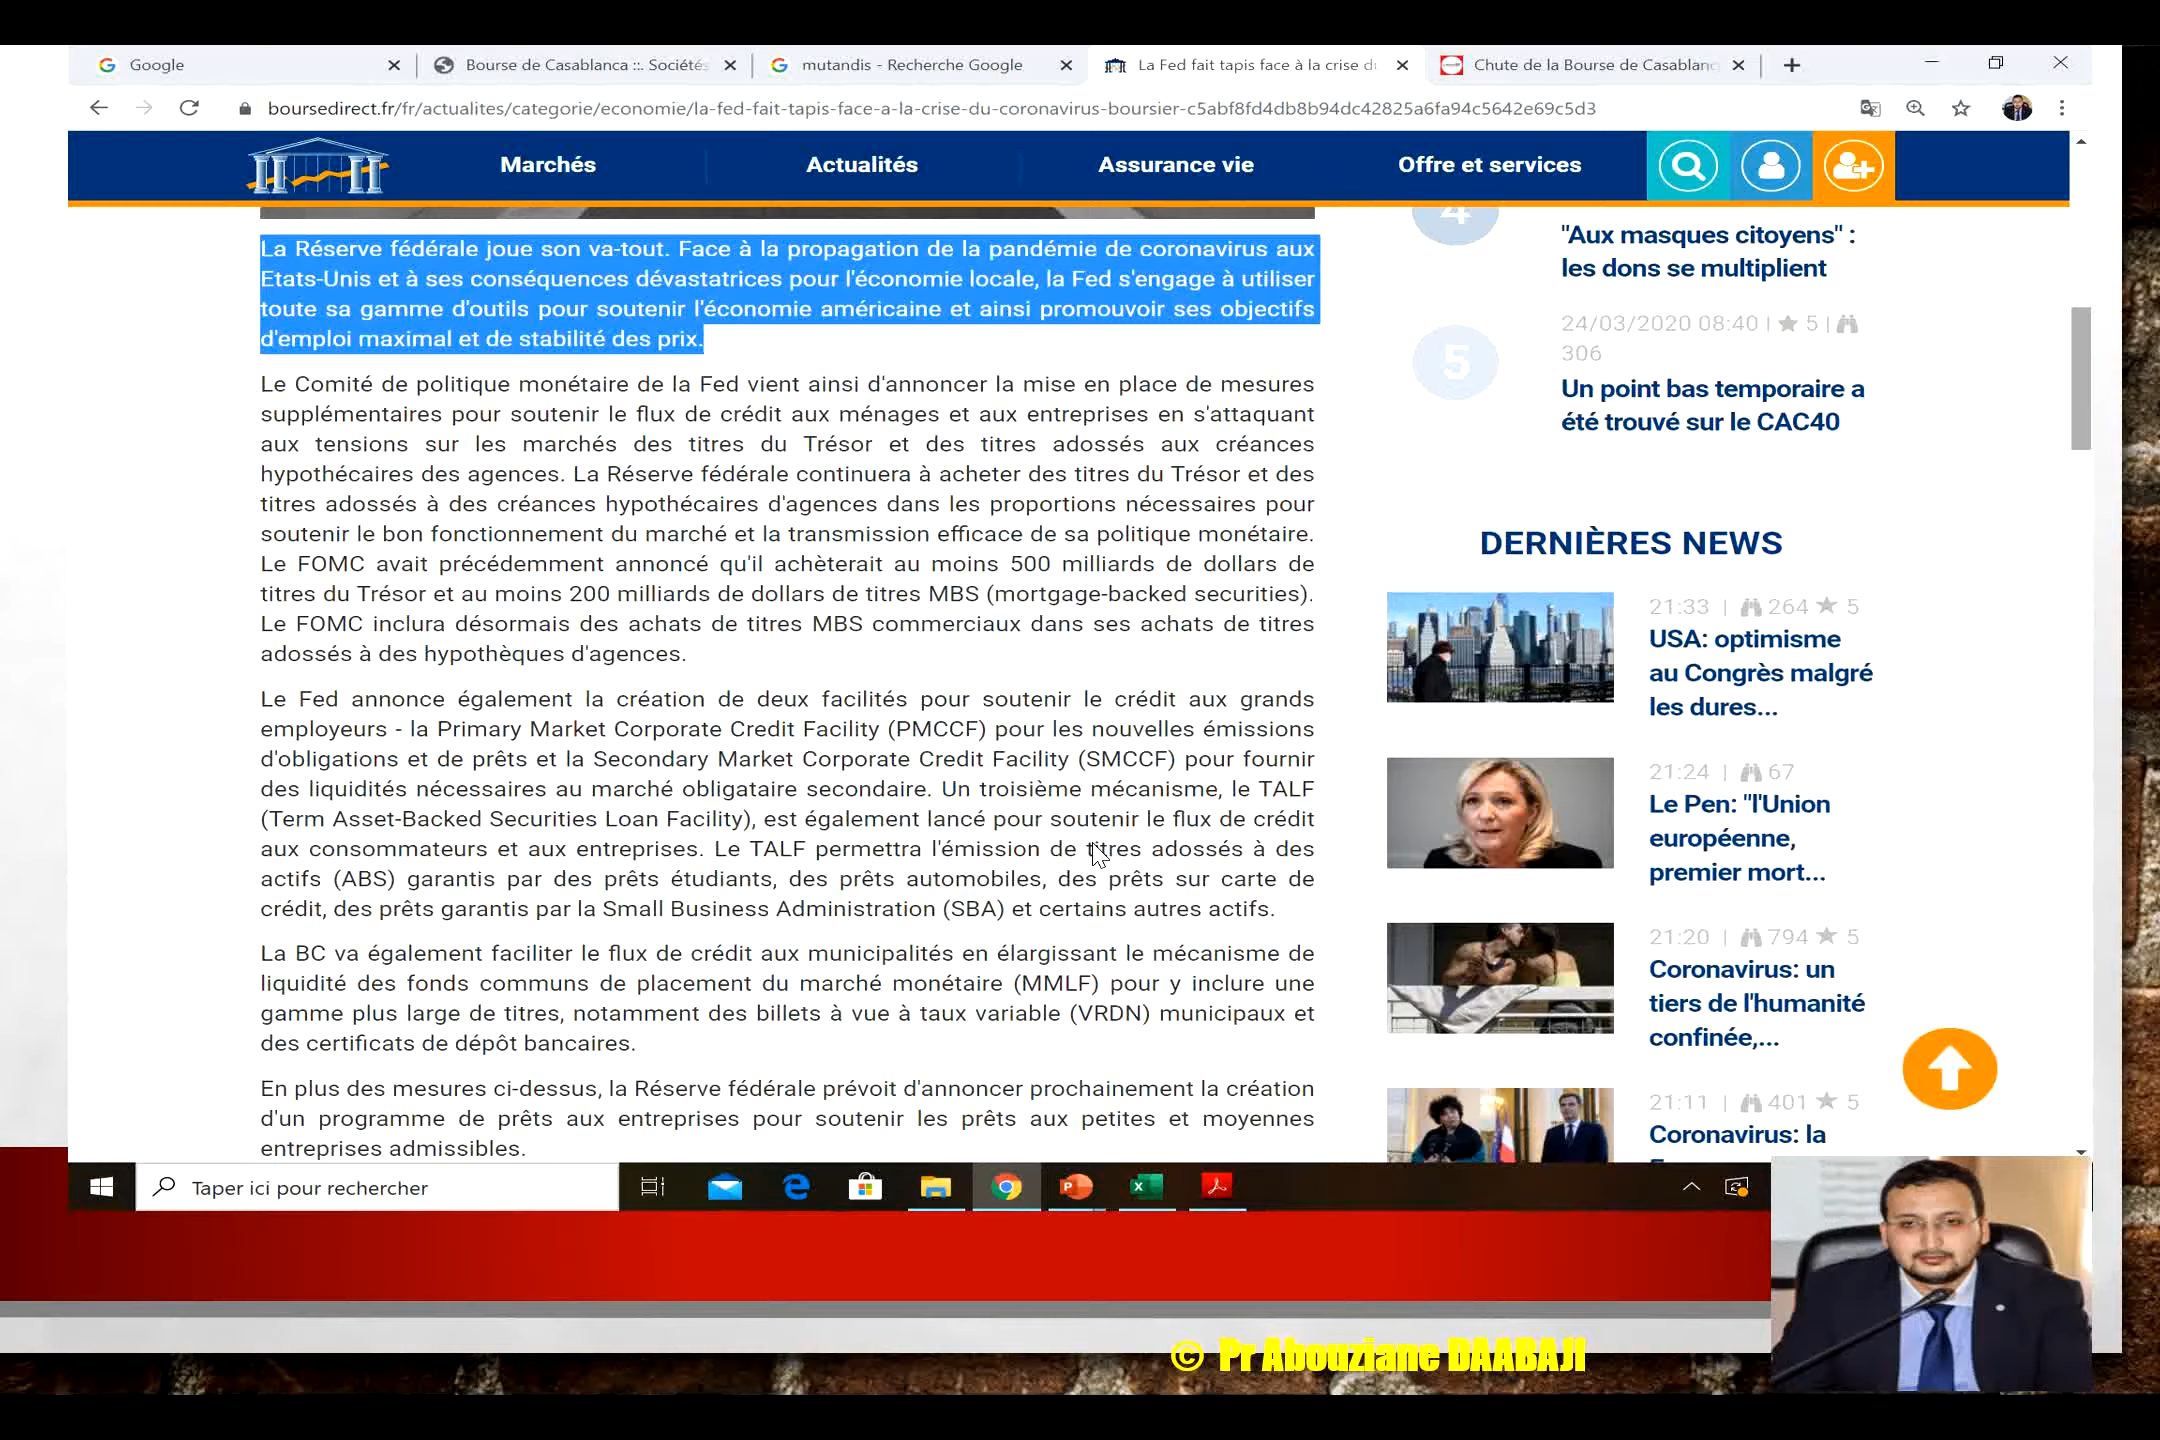 Google
Bourse de Casablanca ::. Sociétés
mutandis - Recherche Google
La Fed fait tapis face à la crise du
Chute de la Bourse de Casablanc
boursedirect.fr/fr/actualites/categorie/economie/la-fed-fait-tapis-face-a-la-crise-du-coronavirus-boursier-c5abf8fd4db8b94dc42825a6fa94c5642e69c5d3
Marchés
Actualités
Assurance vie
Offre et services
La Réserve fédérale joue son va-tout. Face à la propagation de la pandémie de coronavirus aux
Etats-Unis et à ses conséquences dévastatrices pour l'économie locale, la Fed s'engage à utiliser
toute sa gamme d'outils pour soutenir l'économie américaine et ainsi promouvoir ses objectifs
d'emploi maximal et de stabilité des prix.
Le Comité de politique monétaire de la Fed vient ainsi d'annoncer la mise en place de mesures
supplémentaires pour soutenir le flux de crédit aux ménages et aux entreprises en s'attaquant
aux tensions sur les marchés des titres du Trésor et des titres adossés aux créances
hypothécaires des agences. La Réserve fédérale continuera à acheter des titres du Trésor et des
titres adossés à des créances hypothécaires d'agences dans les proportions nécessaires pour
soutenir le bon fonctionnement du marché et la transmission efficace de sa politique monétaire.
Le FOMC avait précédemment annoncé qu'il achèterait au moins 500 milliards de dollars de
titres du Trésor et au moins 200 milliards de dollars de titres MBS (mortgage-backed securities).
Le FOMC inclura désormais des achats de titres MBS commerciaux dans ses achats de titres
adossés à des hypothèques d'agences.
Le Fed annonce également la création de deux facilités pour soutenir le crédit aux grands
employeurs - la Primary Market Corporate Credit Facility (PMCCF) pour les nouvelles émissions
d'obligations et de prêts et la Secondary Market Corporate Credit Facility (SMCCF) pour fournir
des liquidités nécessaires au marché obligataire secondaire. Un troisième mécanisme, le TALF
(Term Asset-Backed Securities Loan Facility), est également lancé pour soutenir le flux de crédit
aux consommateurs et aux entreprises. Le TALF permettra l'émission de titres adossés à des
actifs (ABS) garantis par des prêts étudiants, des prêts automobiles, des prêts sur carte de
crédit, des prêts garantis par la Small Business Administration (SBA) et certains autres actifs.
La BC va également faciliter le flux de crédit aux municipalités en élargissant le mécanisme de
liquidité des fonds communs de placement du marché monétaire (MMLF) pour y inclure une
gamme plus large de titres, notamment des billets à vue à taux variable (VRDN) municipaux et
des certificats de dépôt bancaires.
En plus des mesures ci-dessus, la Réserve fédérale prévoit d'annoncer prochainement la création
d'un programme de prêts aux entreprises pour soutenir les prêts aux petites et moyennes
entreprises admissibles.
4
"Aux masques citoyens" :
les dons se multiplient
5
24/03/2020 08:40 | ★ 5 |
306
Un point bas temporaire a
été trouvé sur le CAC40
DERNIÈRES NEWS
21:33 | 264 ★ 5
USA: optimisme
au Congrès malgré
les dures...
21:24 | 67
Le Pen: "l'Union
européenne,
premier mort...
21:20 | 794 ★ 5
Coronavirus: un
tiers de l'humanité
confinée,...
21:11 | 401 ★ 5
Coronavirus: la
Taper ici pour rechercher
© Pr Abouziane DAABAJI